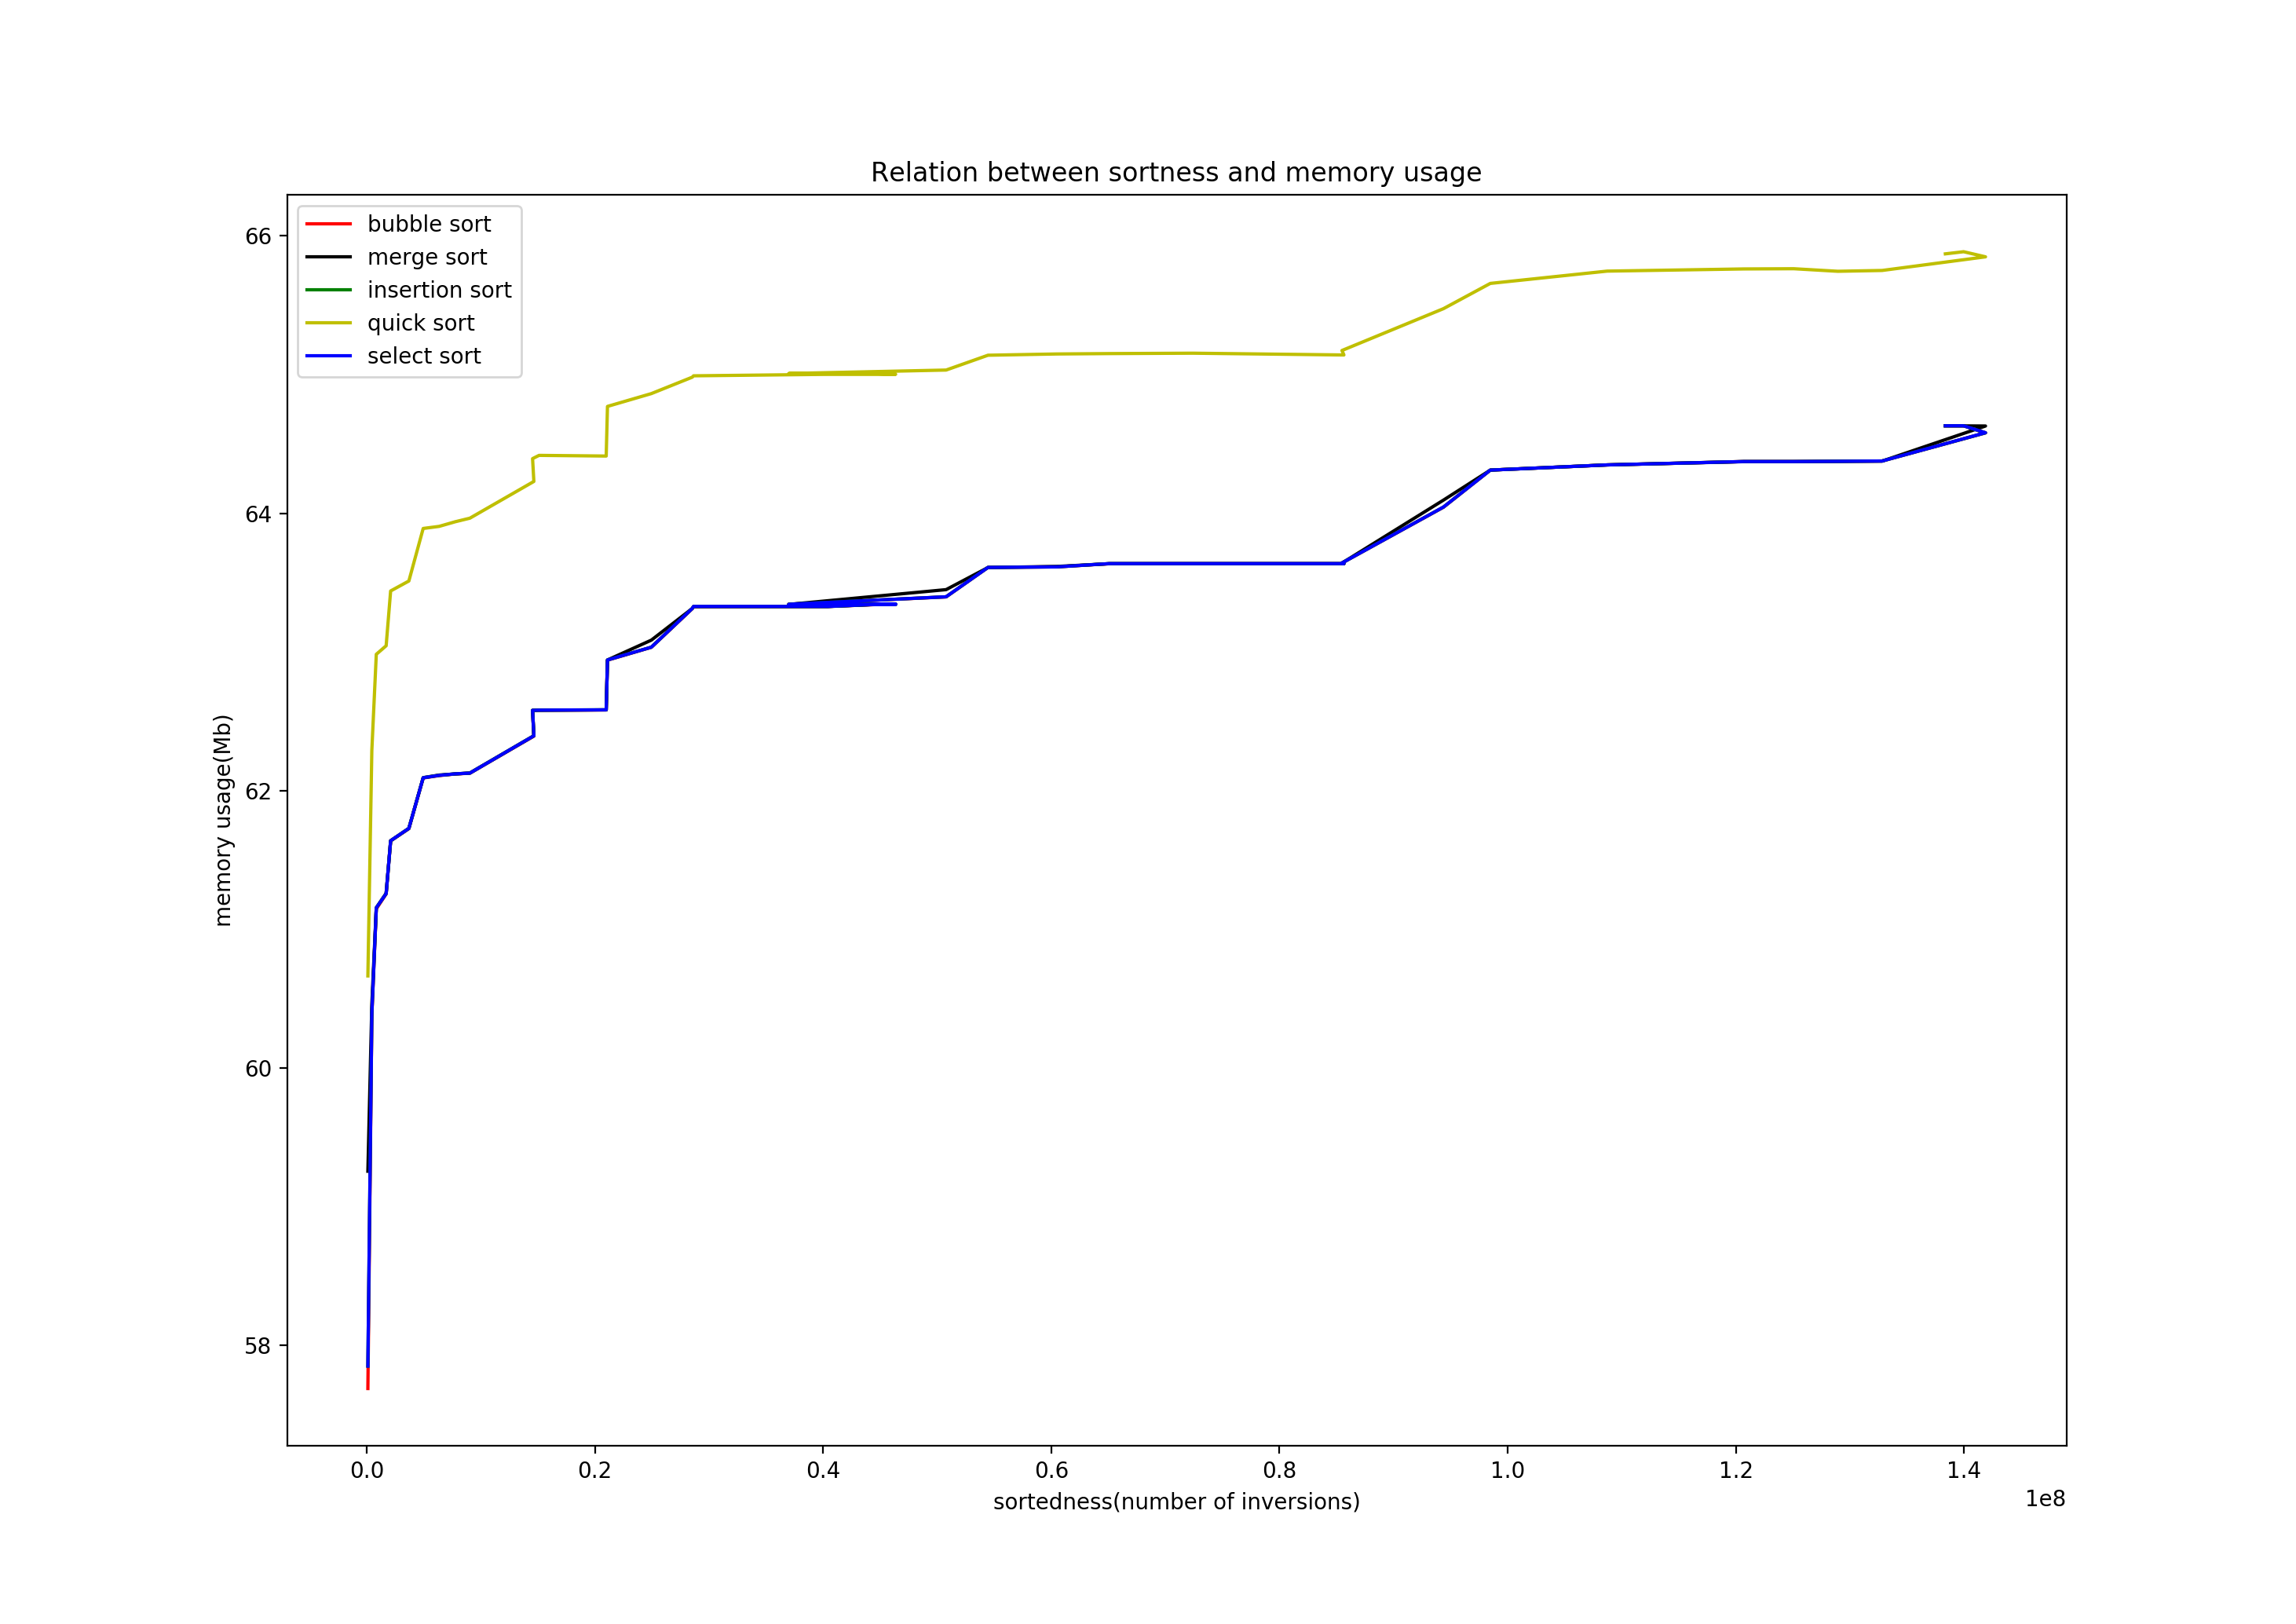 Relation between sortness and memory usage
bubble sort
merge sort
insertion sort
quick sort
select sort
66
64
62
60
58
memory usage(Mb)
0.0 0.2 0.4 0.6 0.8 1.0 1.2 1.4
1e8
sortedness(number of inversions)